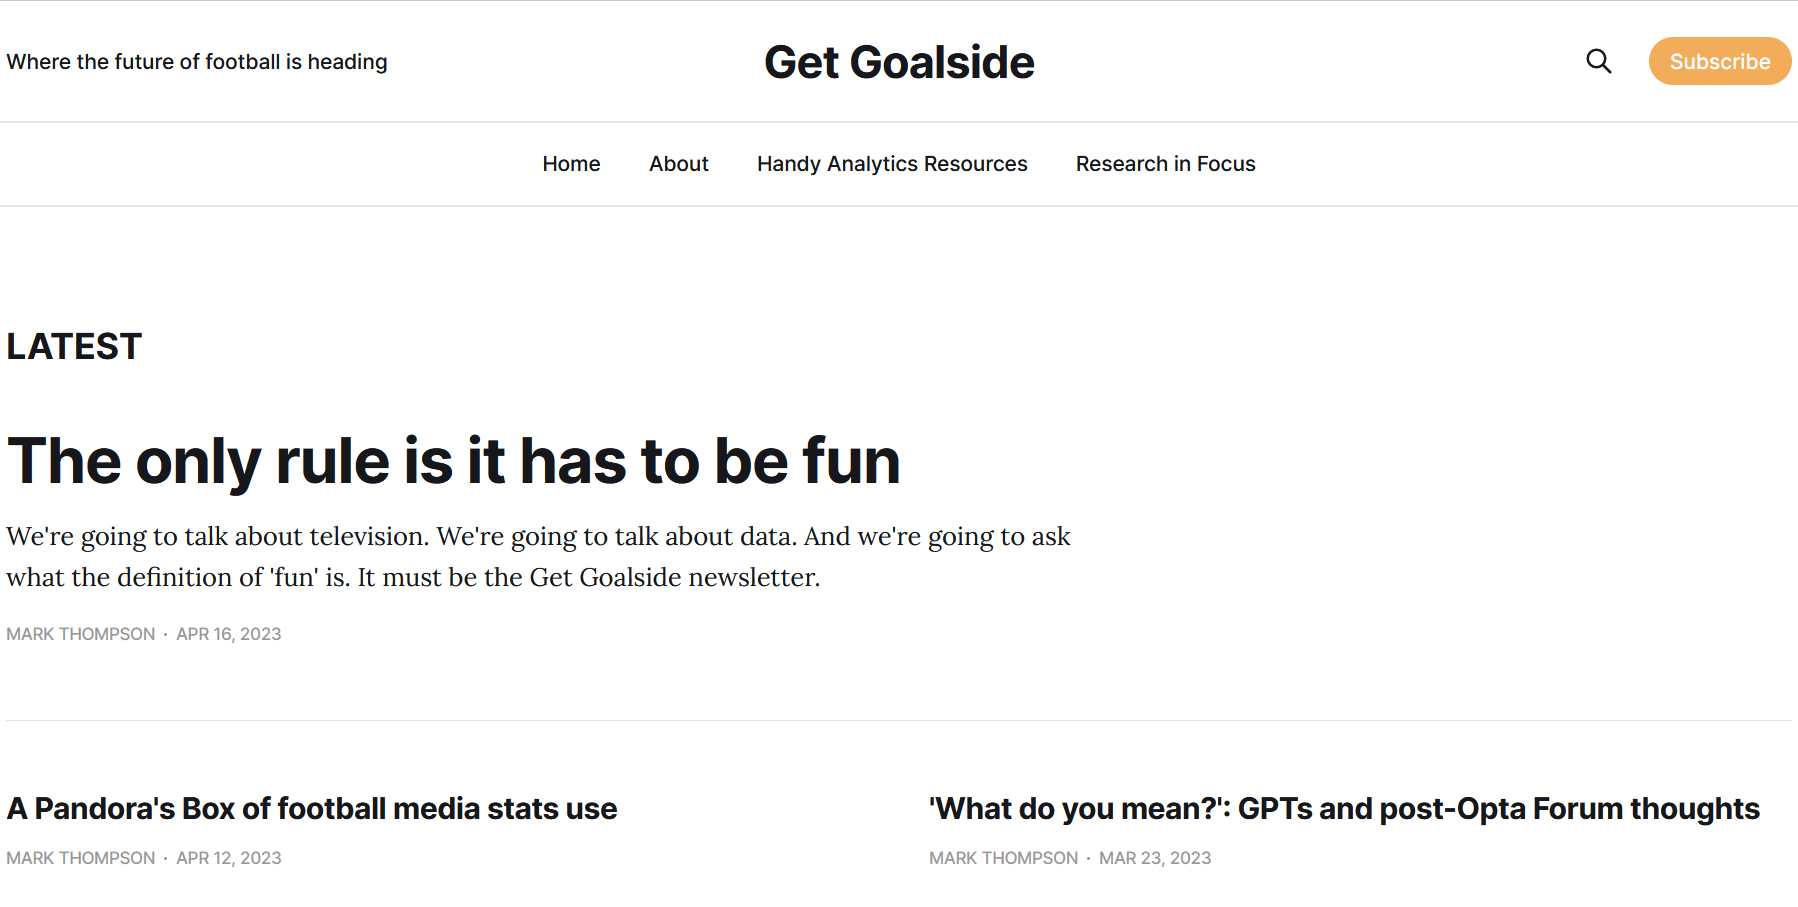 Where the future of football is heading
Get Goalside
Subscribe
Home
About
Handy Analytics Resources
Research in Focus
LATEST
The only rule is it has to be fun
We're going to talk about television. We're going to talk about data. And we're going to ask
what the definition of 'fun' is. It must be the Get Goalside newsletter.
MARK THOMPSON · APR 16, 2023
A Pandora's Box of football media stats use
MARK THOMPSON · APR 12, 2023
'What do you mean?': GPTs and post-Opta Forum thoughts
MARK THOMPSON · MAR 23, 2023